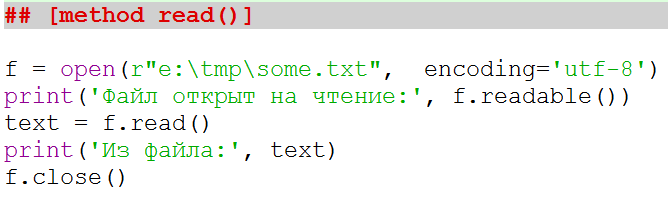 ## [method read()]
f = open(r"e:\tmp\some.txt",  encoding='utf-8')
print('Файл открыт на чтение:', f.readable())
text = f.read()
print('Из файла:', text)
f.close()